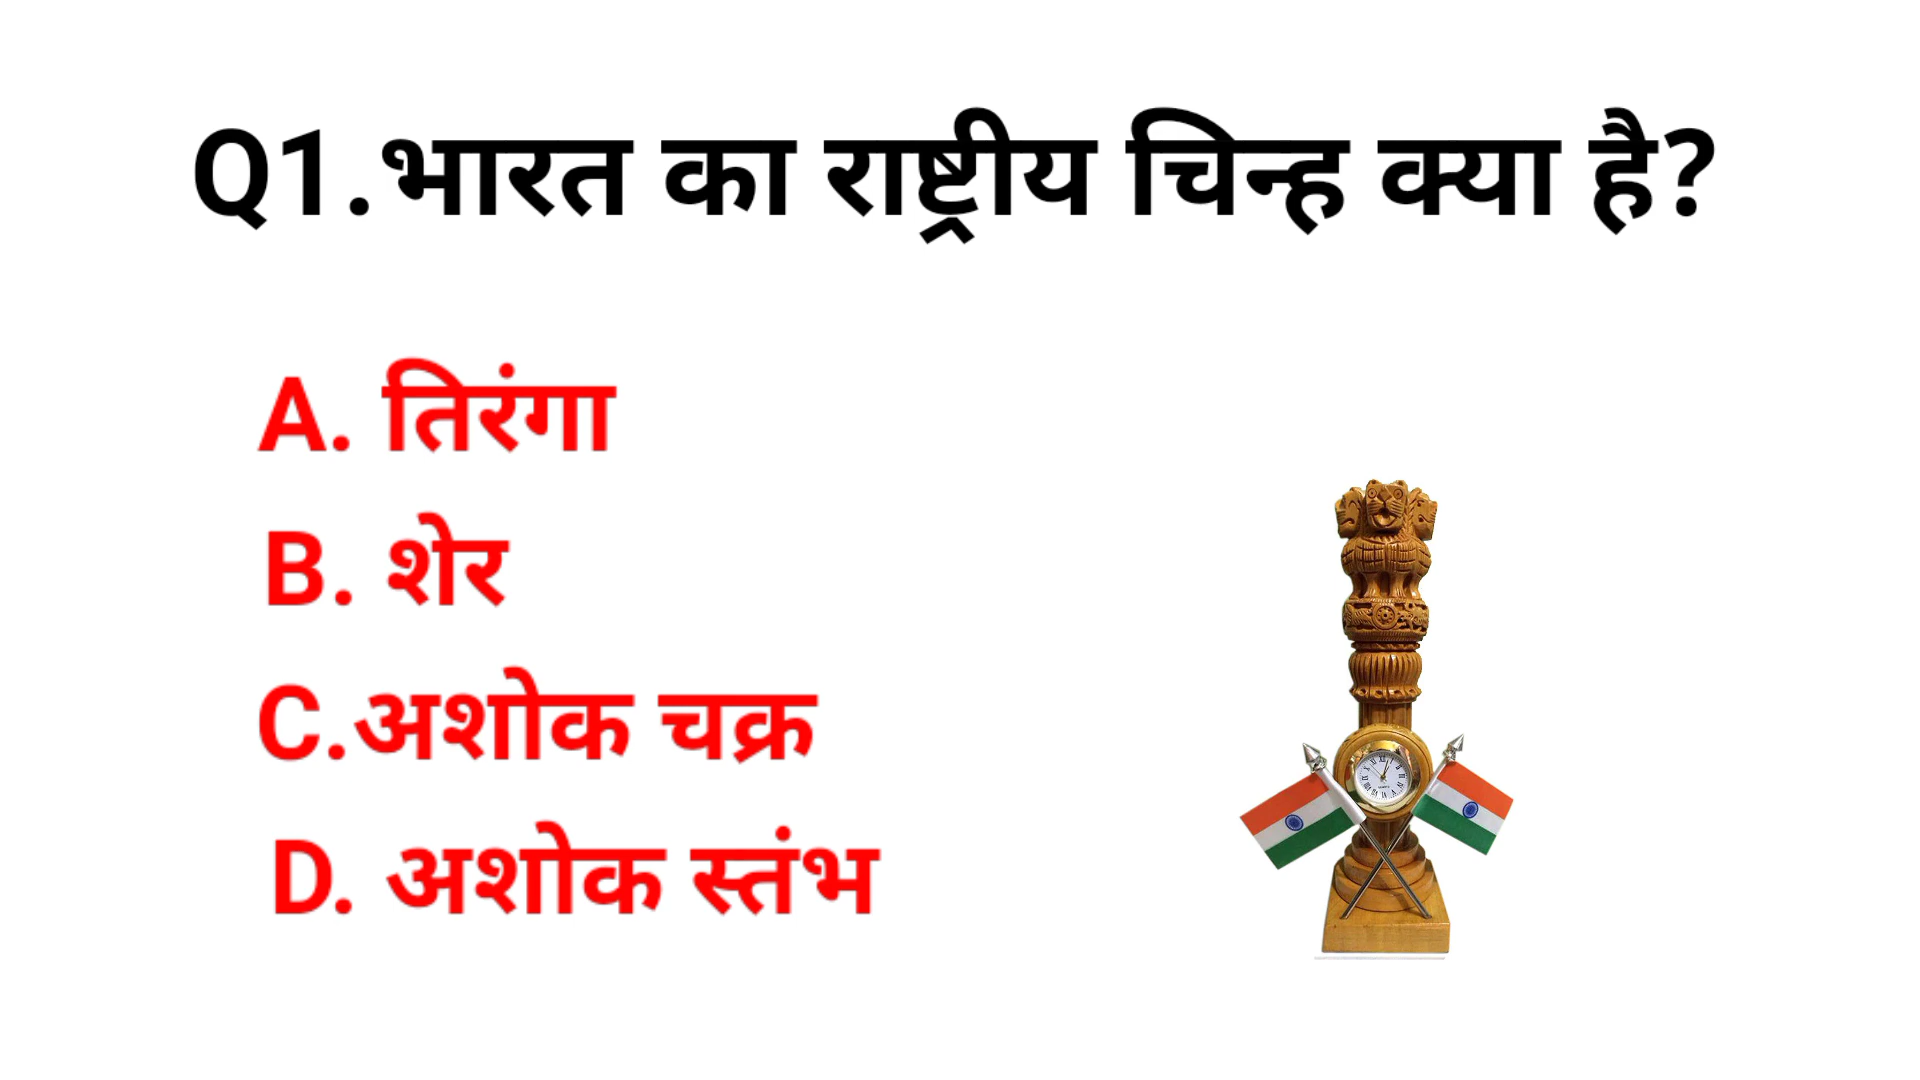 Q1.भारत का राष्ट्रीय चिन्ह क्या है?
A. तिरंगा
B. शेर
C.अशोक चक्र
D. अशोक स्तंभ